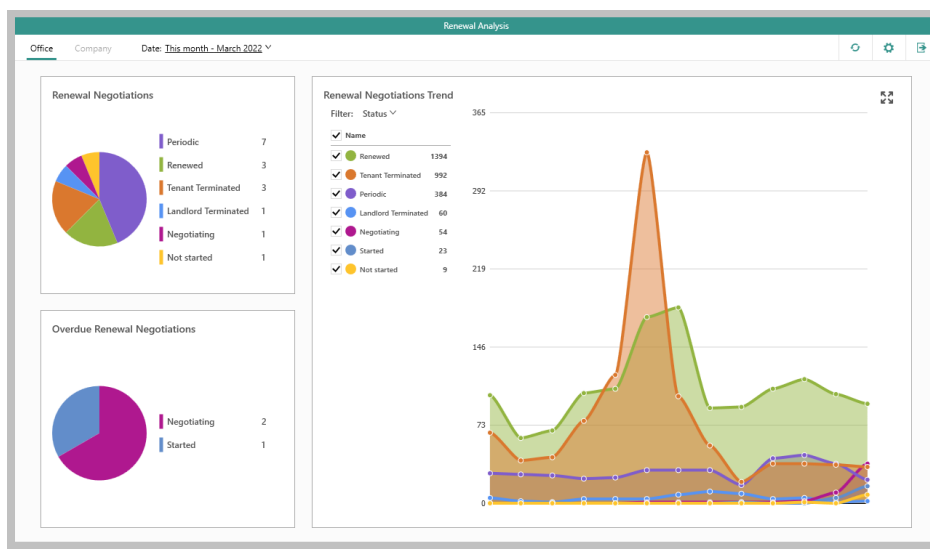 Renewal Analysis
Office Company Date: This month - March 2022
Renewal Negotiations
Periodic 7
Renewed 3
Tenant Terminated 3
Landlord Terminated 1
Negotiating 1
Not started 1
Overdue Renewal Negotiations
Negotiating 2
Started 1
Renewal Negotiations Trend
Filter: Status
Name
Renewed 1394
Tenant Terminated 992
Periodic 384
Landlord Terminated 60
Negotiating 54
Started 23
Not started 9
365
292
219
146
73
0